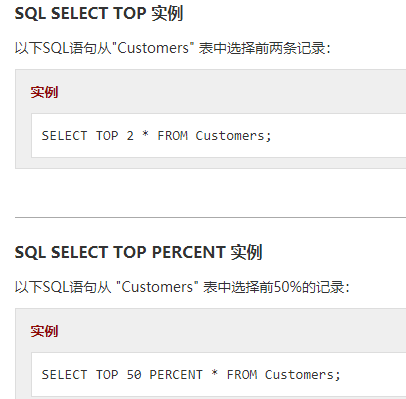 SQL SELECT TOP 实例
以下SQL语句从"Customers" 表中选择前两条记录：
实例
SELECT TOP 2 * FROM Customers;
SQL SELECT TOP PERCENT 实例
以下SQL语句从 "Customers" 表中选择前50%的记录：
实例
SELECT TOP 50 PERCENT * FROM Customers;